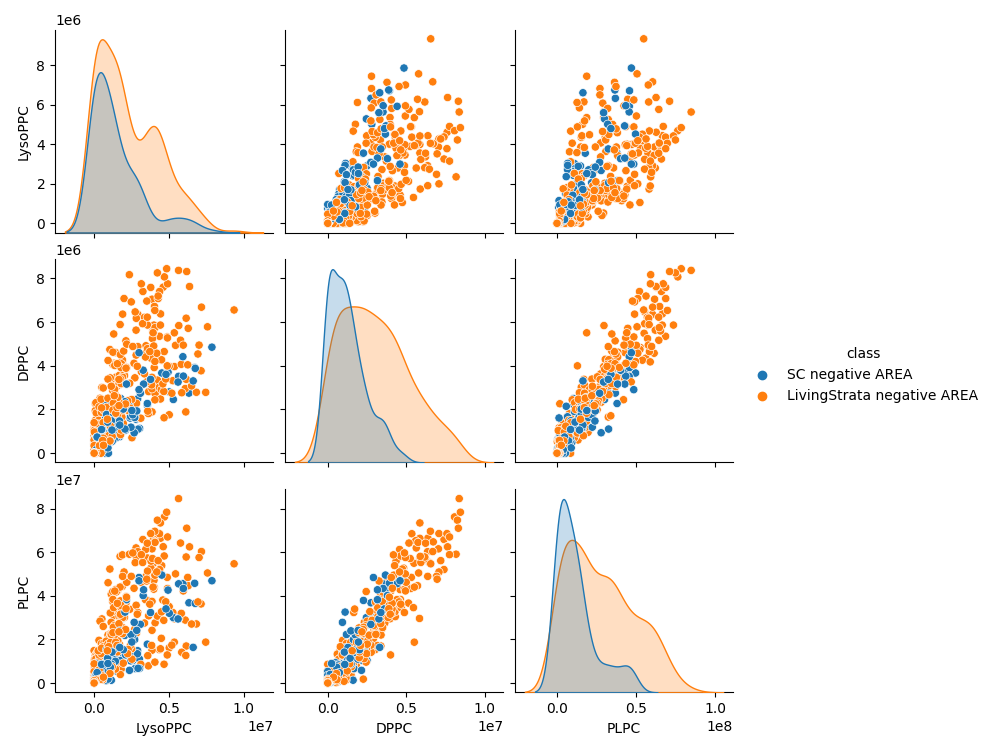 1e6
8
6
4
2
0
LysoPPC
1e6
8
6
4
2
0
DPPC
class
SC negative AREA
LivingStrata negative AREA
1e7
8
6
4
2
0
PLPC
0.0 0.5 1.0
1e7
LysoPPC
0.0 0.5 1.0
1e7
DPPC
0.0 0.5 1.0
1e8
PLPC